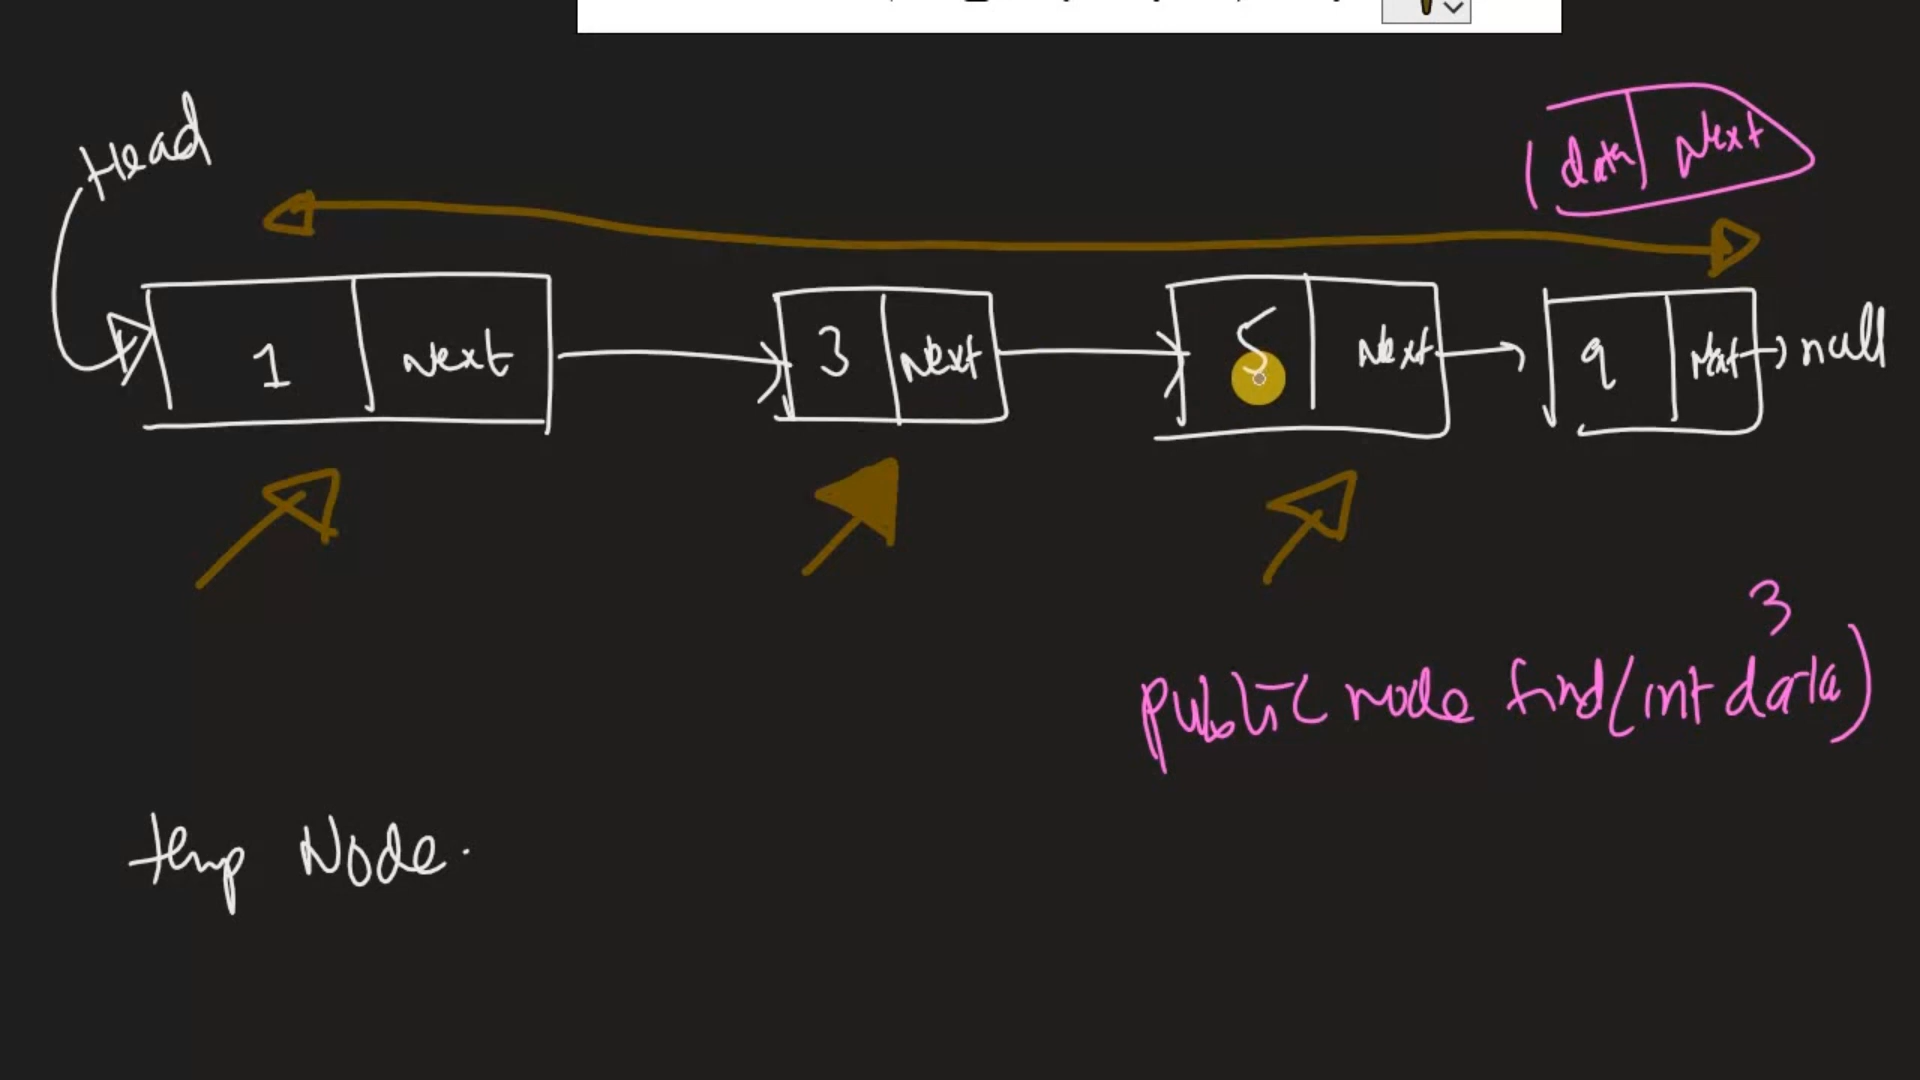 Head
data Next
1 Next 3 Next 5 Next 9 Next null
3
public node find(int data)
temp Node.